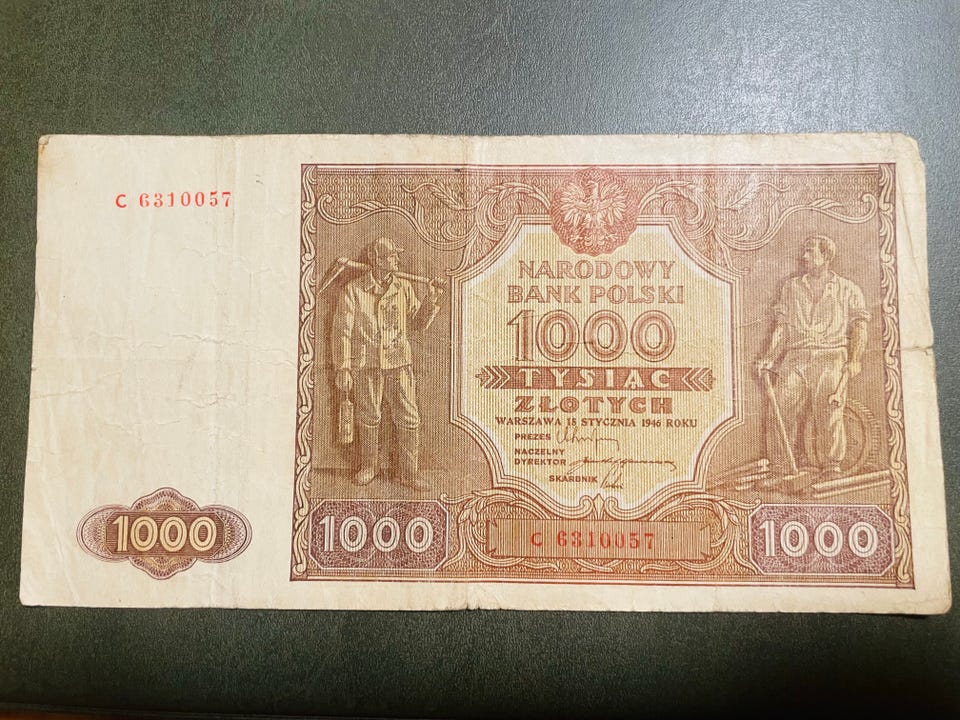 C 6310057
NARODOWY
BANK POLSKI
1000
TYSIĄC
ZŁOTYCH
WARSZAWA 15 STYCZNIA 1946 ROKU
PREZES
NACZELNY
DYREKTOR
SKARBNIK
C 6310057
1000
1000
1000